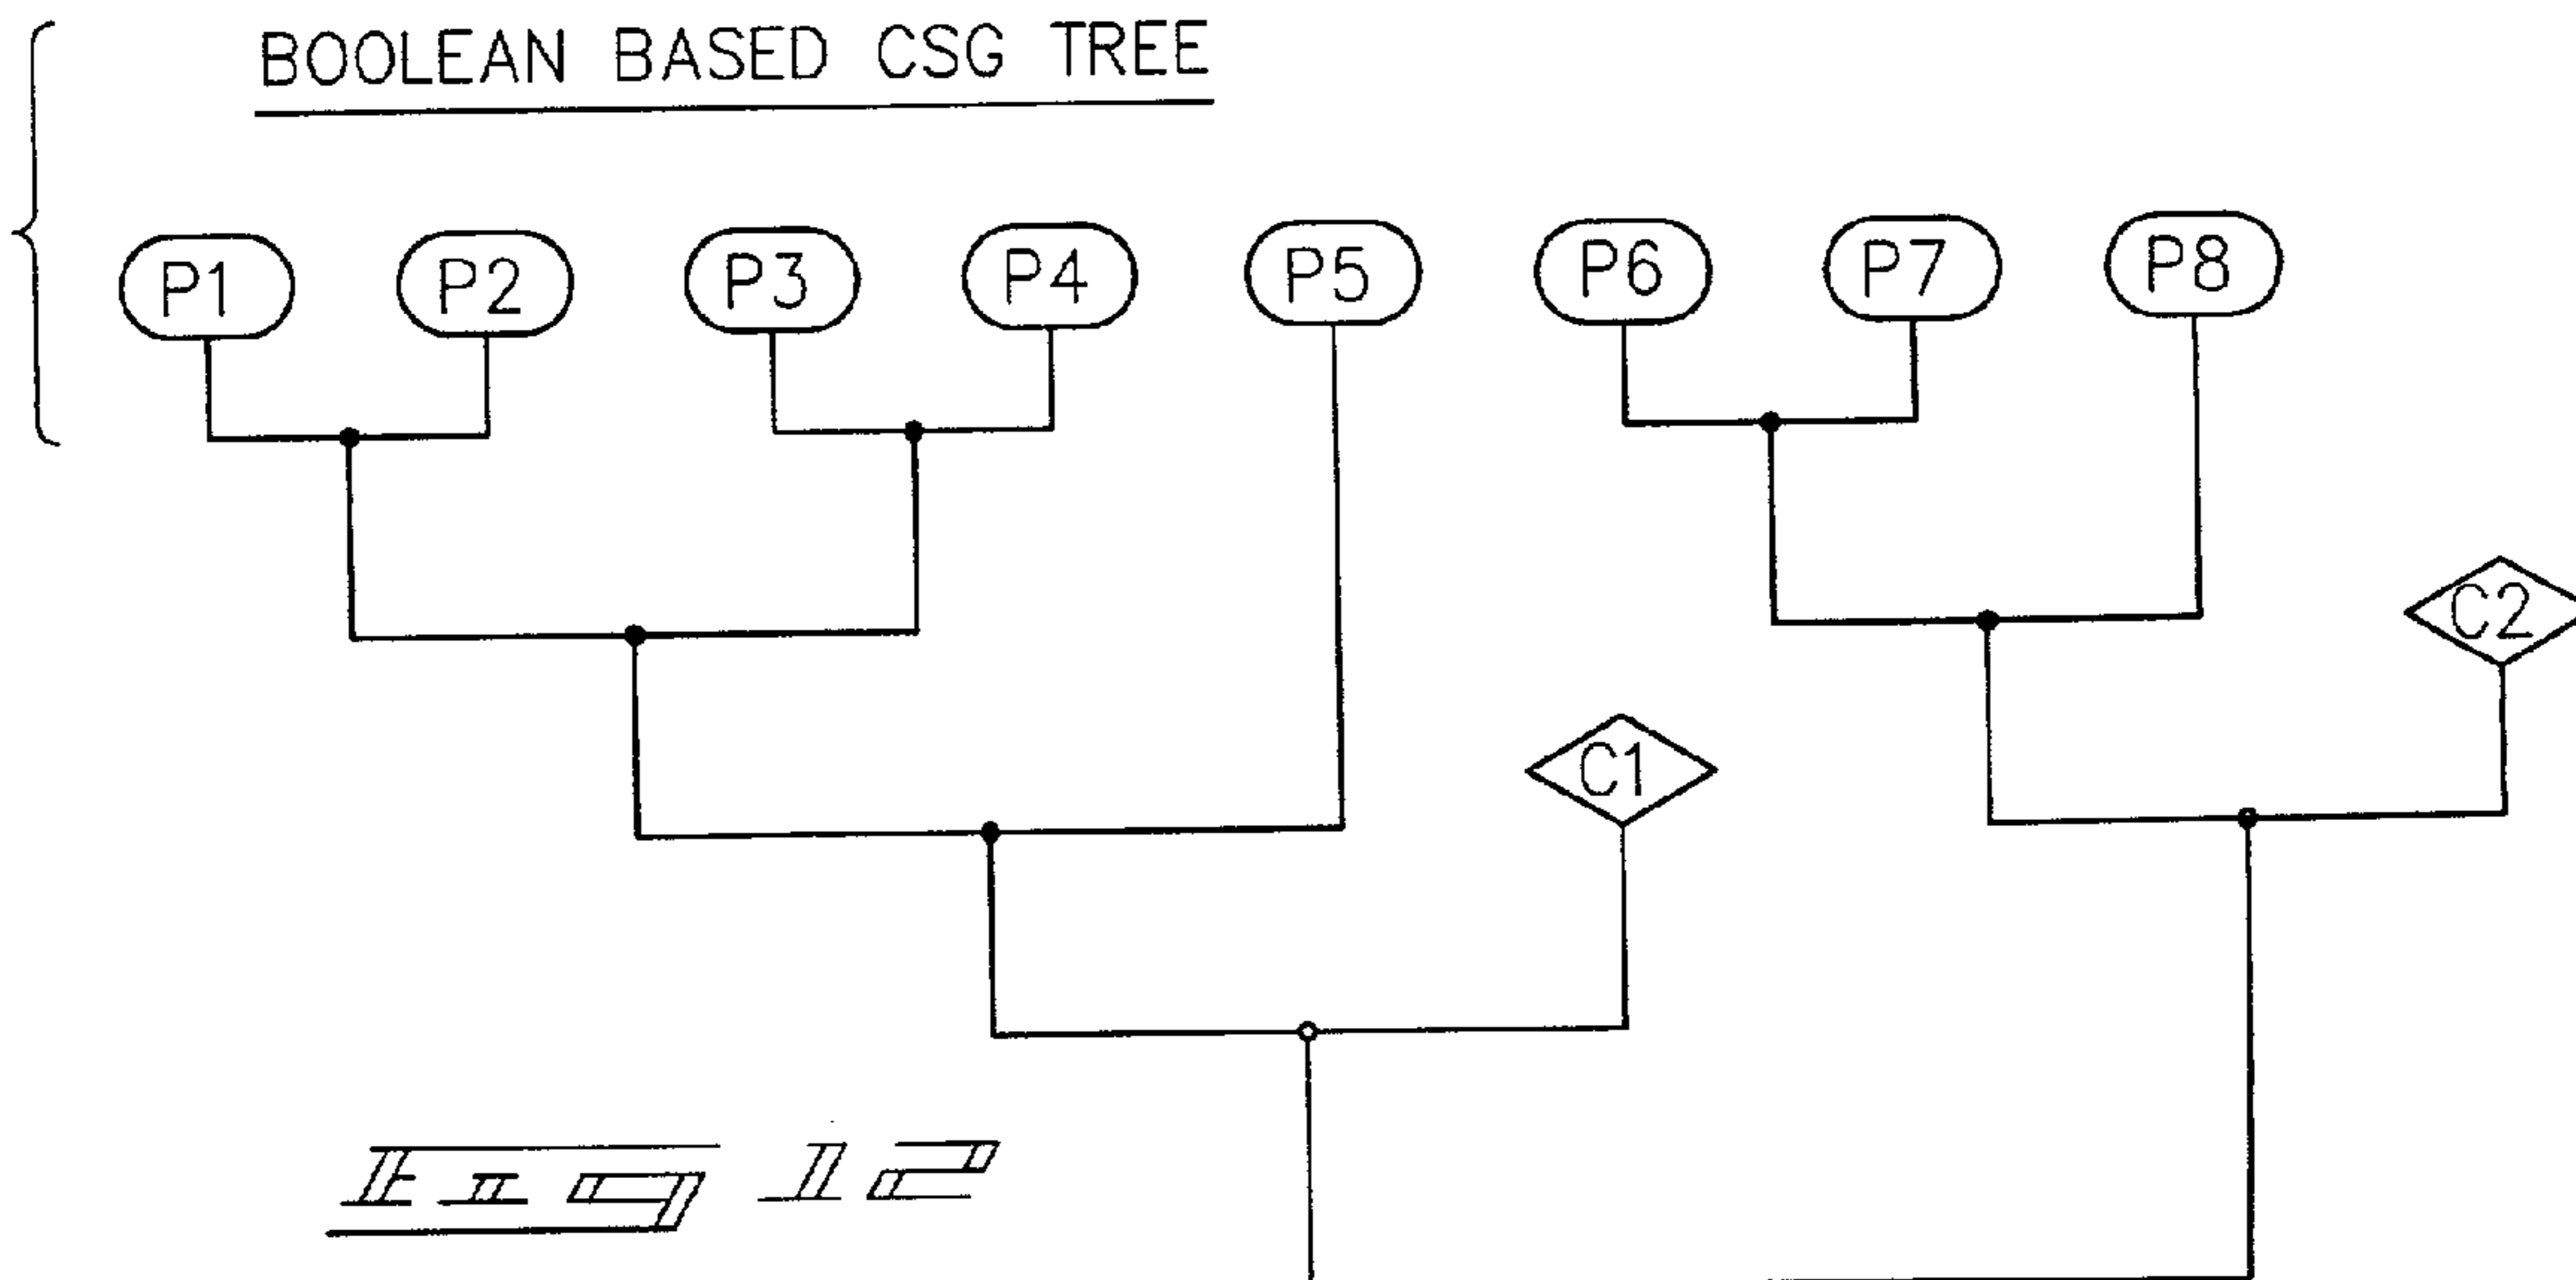 BOOLEAN BASED CSG TREE
P1 P2 P3 P4 P5 P6 P7 P8
C2
C1
Fig 12